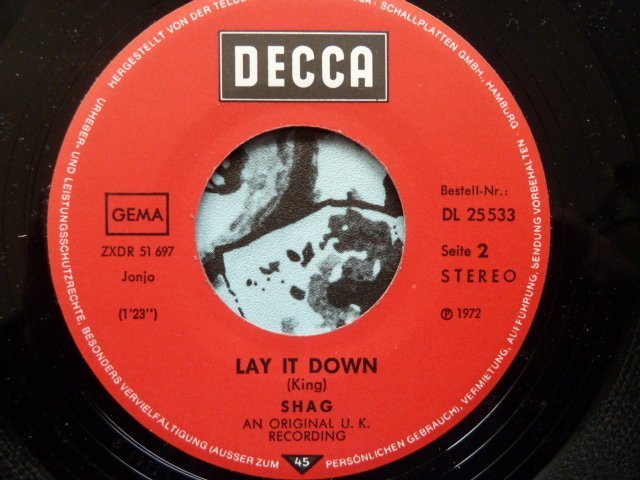 DECCA
HERGESTELLT VON DER TELDEC
SCHALLPLATTEN GMBH., HAMBURG
URHEBER- UND LEISTUNGSSCHUTZRECHTE, BESONDERS VERVIELFÄLTIGUNG (AUSSER ZUM
PERSÖNLICHEN GEBRAUCH), VERMIETUNG, AUFFÜHRUNG, SENDUNG VORBEHALTEN
GEMA
ZXDR 51 697
Jonjo
(1'23")
Bestell-Nr.:
DL 25533
Seite 2
STEREO
℗ 1972
LAY IT DOWN
(King)
SHAG
AN ORIGINAL U. K.
RECORDING
45